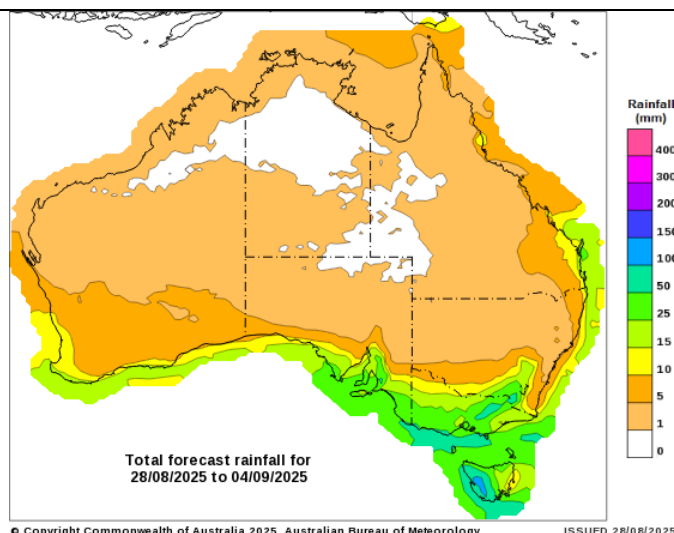 Rainfall
(mm)
400
300
200
150
100
50
25
15
10
5
1
0
Total forecast rainfall for
28/08/2025 to 04/09/2025
© Copyright Commonwealth of Australia 2025, Australian Bureau of Meteorology
ISSUED 28/08/2025